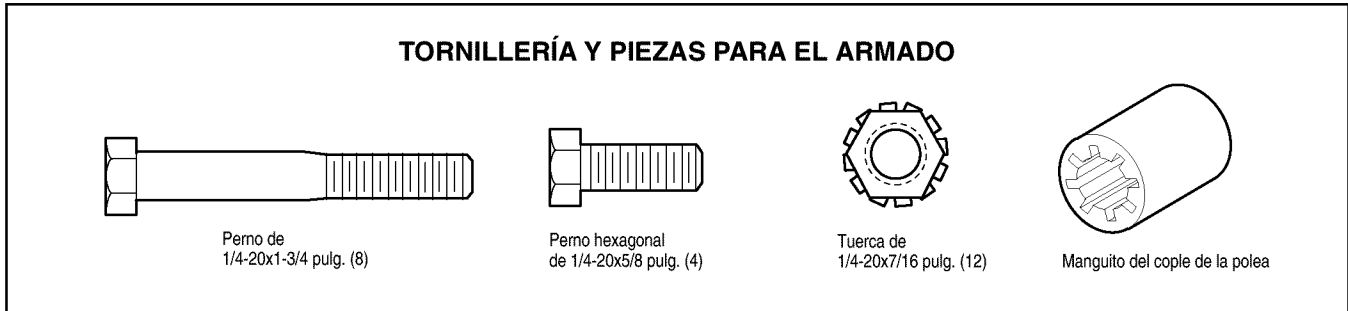 TORNILLERÍA Y PIEZAS PARA EL ARMADO
Perno de
1/4-20x1-3/4 pulg. (8)
Perno hexagonal
de 1/4-20x5/8 pulg. (4)
Tuerca de
1/4-20x7/16 pulg. (12)
Manguito del cople de la polea